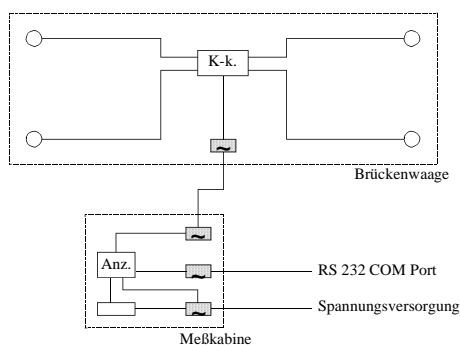 K-k.
Brückenwaage
Anz.
RS 232 COM Port
Spannungsversorgung
Meßkabine